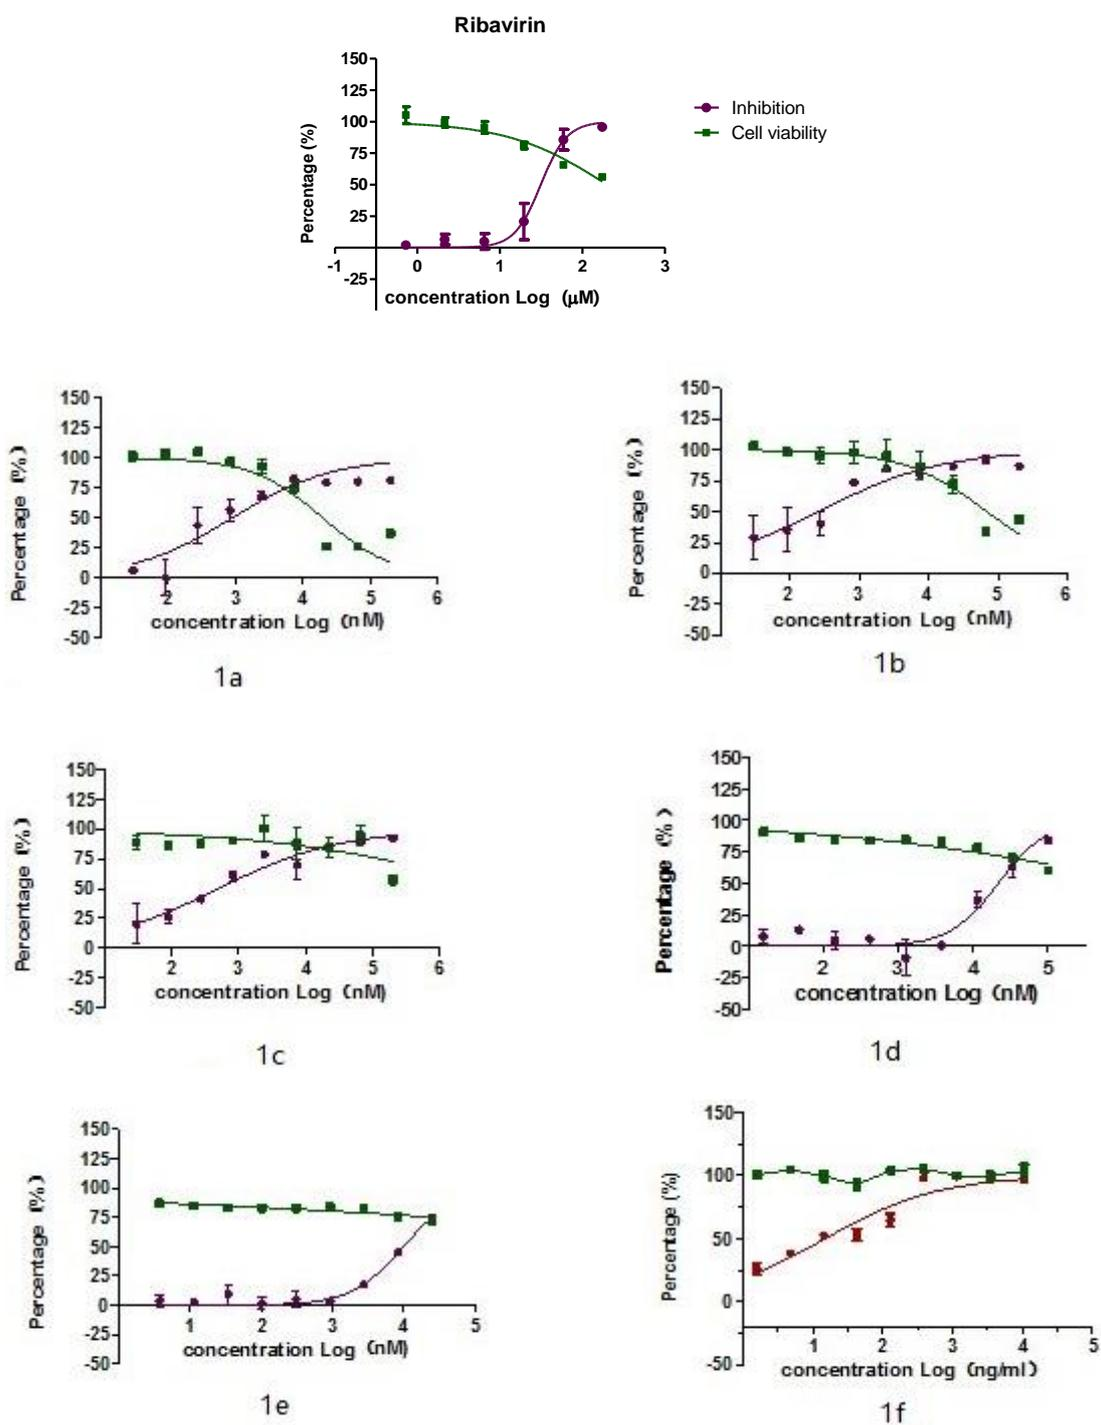 Ribavirin
150
125
100
75
50
25
-25
-1 0 1 2 3
Percentage (%)
concentration Log (μM)
Inhibition
Cell viability
150
125
100
75
50
25
0
-25
-50
2 3 4 5 6
Percentage (%)
concentration Log (nM)
1a
150
125
100
75
50
25
0
-25
-50
2 3 4 5 6
Percentage (%)
concentration Log (nM)
1b
150
125
100
75
50
25
0
-25
-50
2 3 4 5 6
Percentage (%)
concentration Log (nM)
1c
150
125
100
75
50
25
0
-25
-50
2 3 4 5
Percentage (%)
concentration Log (nM)
1d
150
125
100
75
50
25
0
-25
-50
1 2 3 4 5
Percentage (%)
concentration Log (nM)
1e
150
100
50
0
-50
1 2 3 4 5
Percentage (%)
concentration Log (ng/ml)
1f